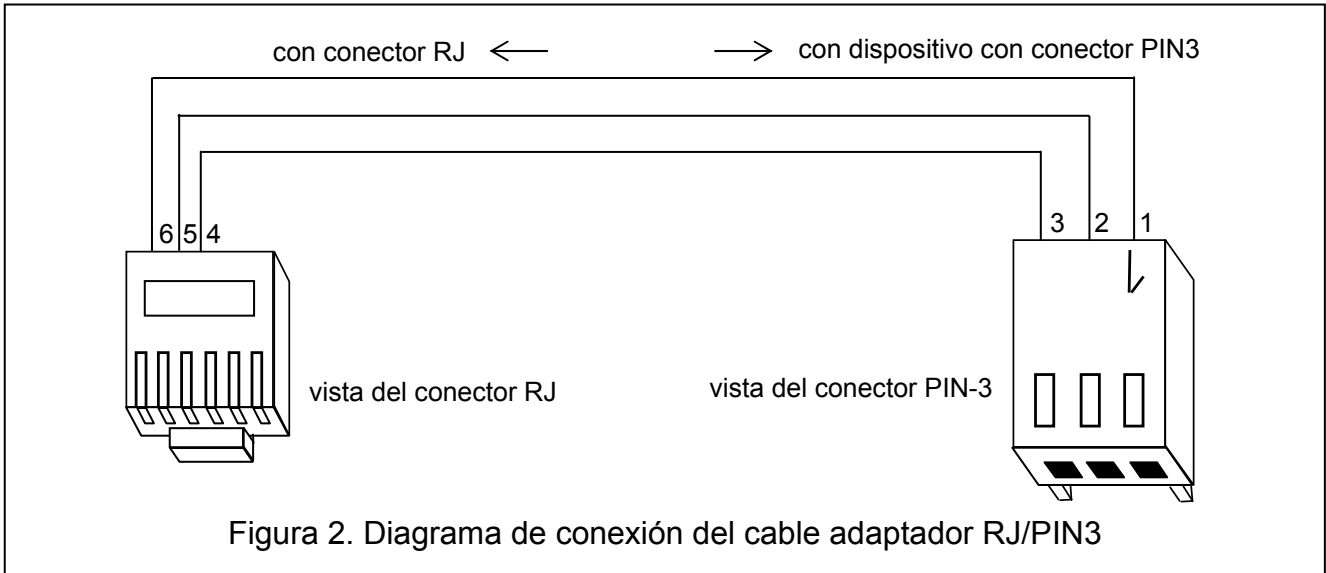 con conector RJ
con dispositivo con conector PIN3
6 5 4
3 2 1
vista del conector RJ
vista del conector PIN-3
Figura 2. Diagrama de conexión del cable adaptador RJ/PIN3